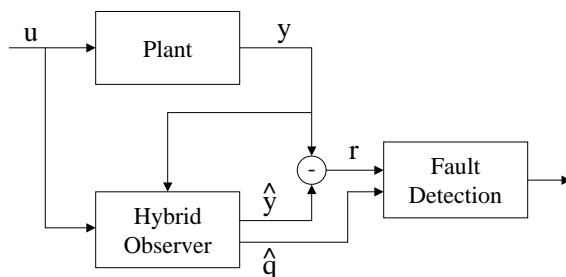 u
Plant
y
-
r
Fault
Detection
Hybrid
Observer
ŷ
q̂